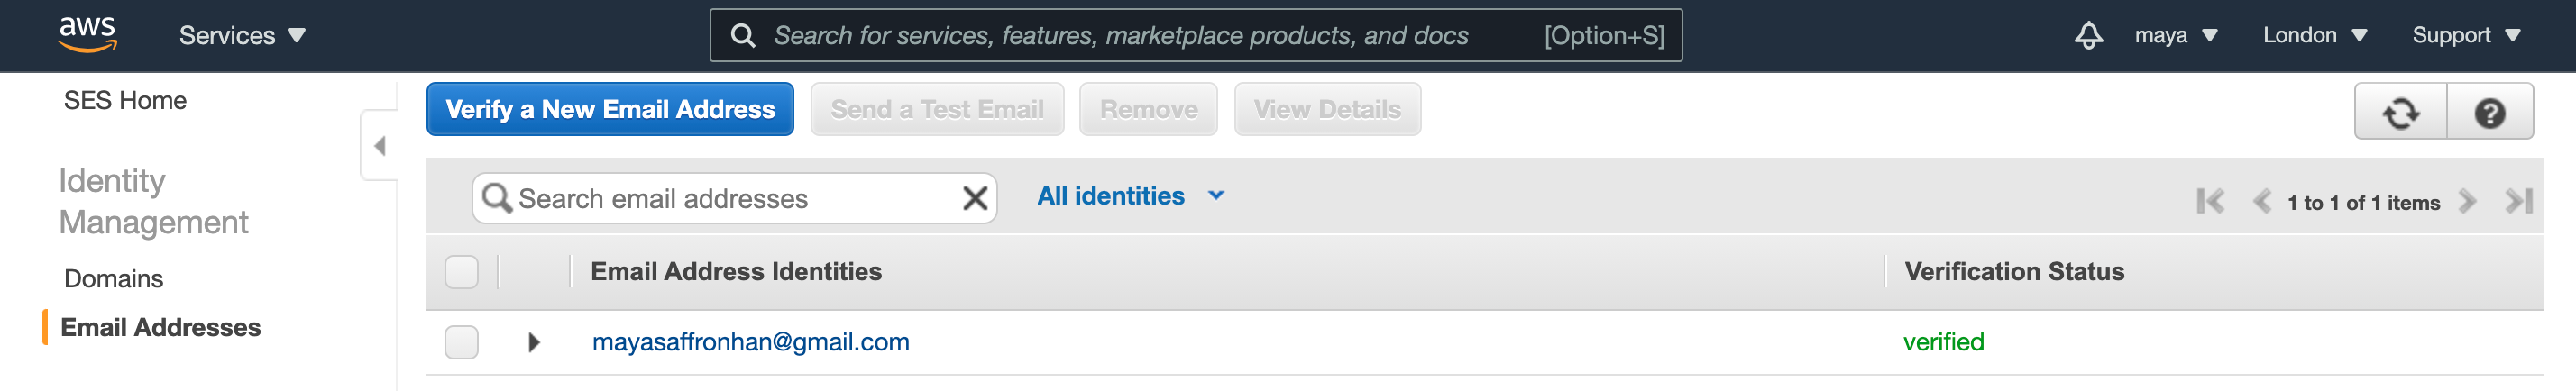 aws Services Search for services, features, marketplace products, and docs [Option+S] maya London Support
SES Home
Identity
Management
Domains
Email Addresses
Verify a New Email Address Send a Test Email Remove View Details
Search email addresses All identities 1 to 1 of 1 items
Email Address Identities Verification Status
mayasaffronhan@gmail.com verified